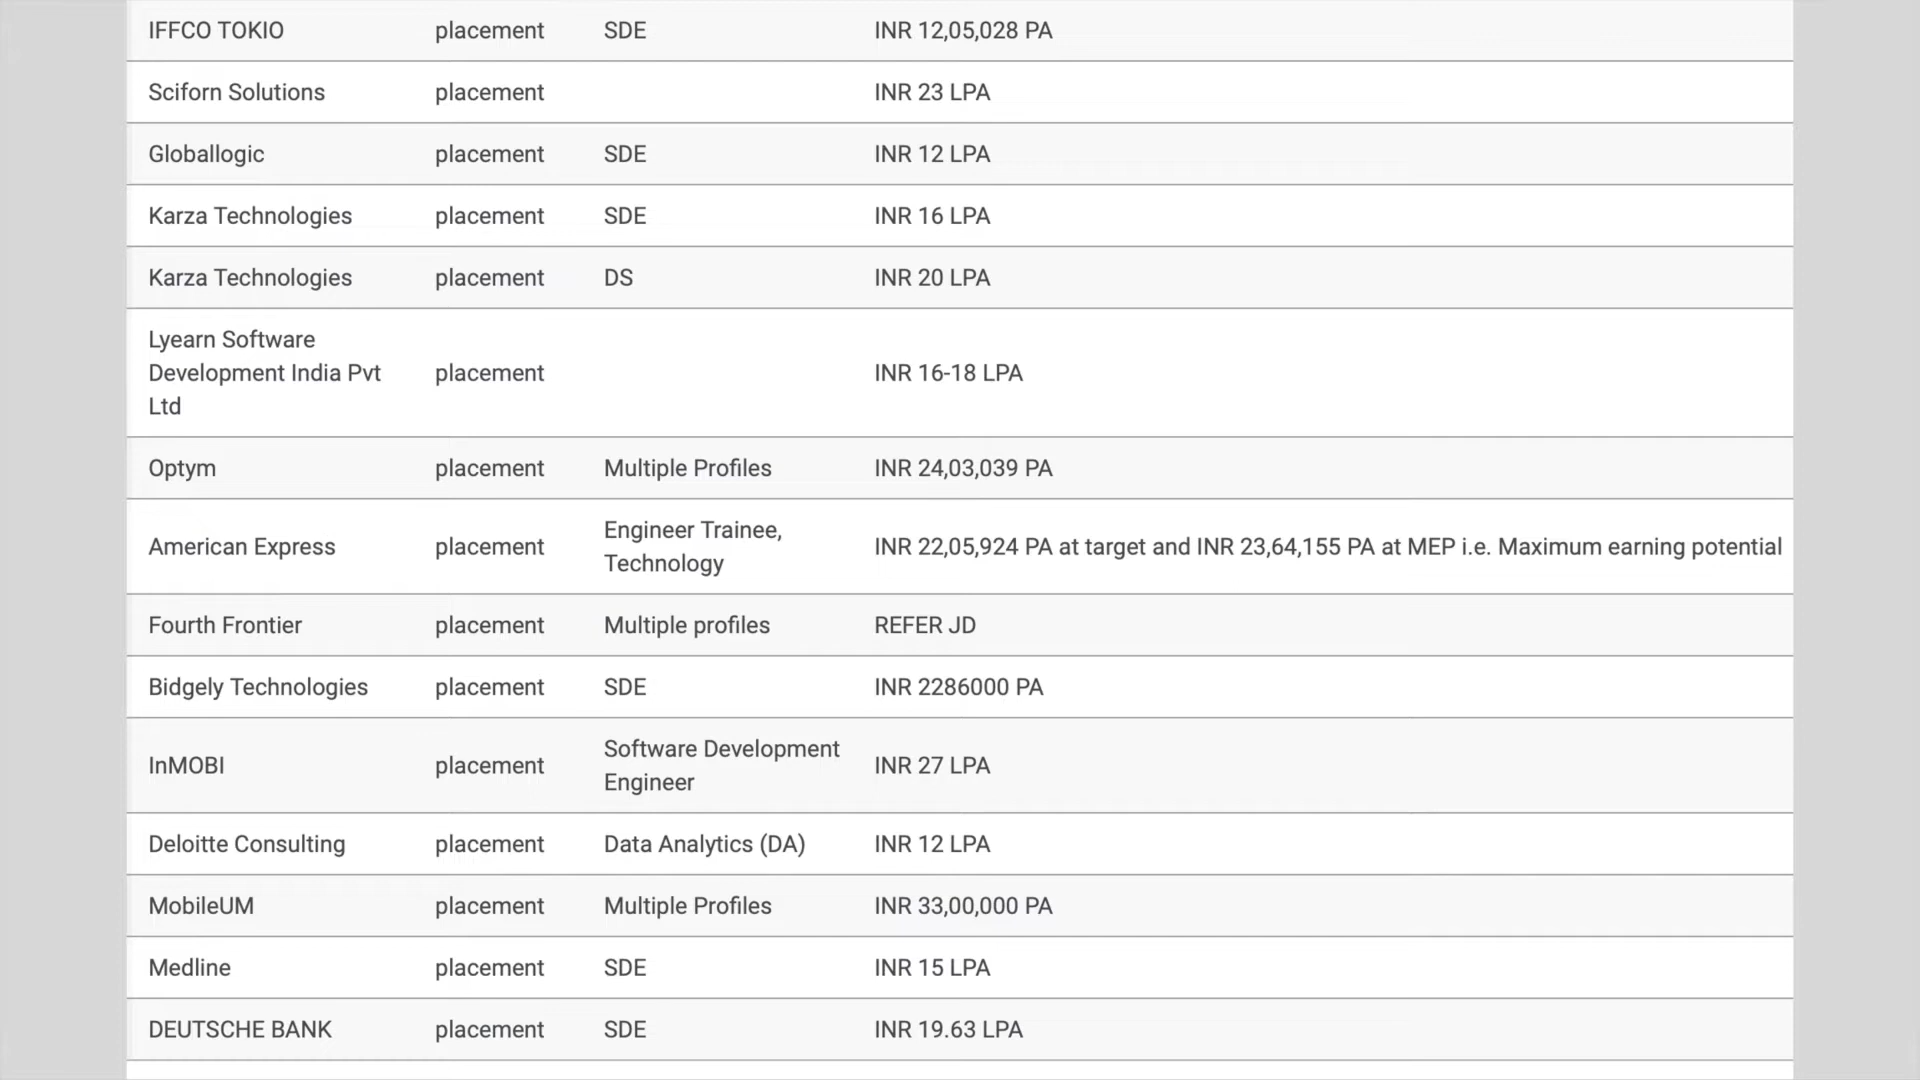 IFFCO TOKIO placement SDE INR 12,05,028 PA
Sciforn Solutions placement INR 23 LPA
Globallogic placement SDE INR 12 LPA
Karza Technologies placement SDE INR 16 LPA
Karza Technologies placement DS INR 20 LPA
Lyearn Software
Development India Pvt placement INR 16-18 LPA
Ltd
Optym placement Multiple Profiles INR 24,03,039 PA
Engineer Trainee,
American Express placement INR 22,05,924 PA at target and INR 23,64,155 PA at MEP i.e. Maximum earning potential
Technology
Fourth Frontier placement Multiple profiles REFER JD
Bidgely Technologies placement SDE INR 2286000 PA
Software Development
InMOBI placement INR 27 LPA
Engineer
Deloitte Consulting placement Data Analytics (DA) INR 12 LPA
MobileUM placement Multiple Profiles INR 33,00,000 PA
Medline placement SDE INR 15 LPA
DEUTSCHE BANK placement SDE INR 19.63 LPA